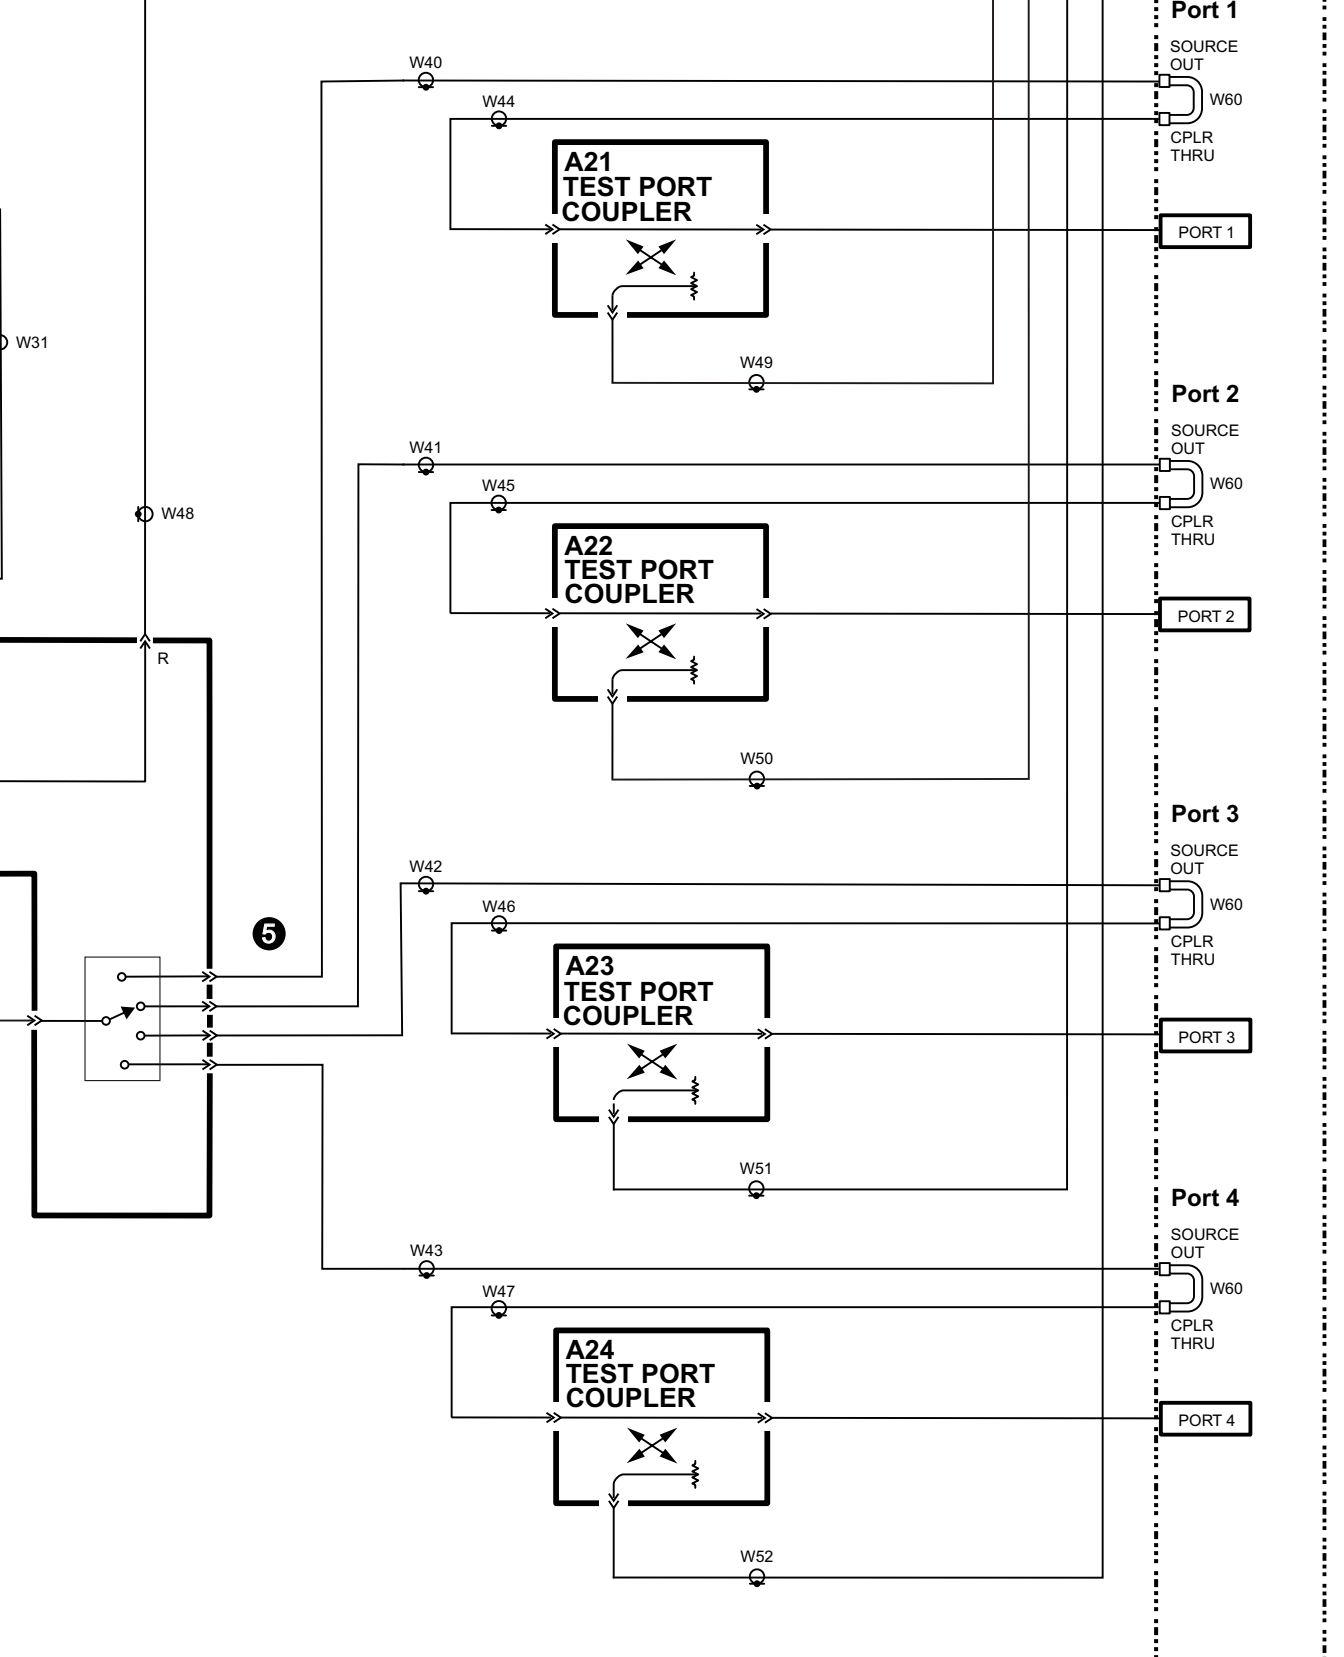 Port 1
SOURCE
OUT
W60
CPLR
THRU
W40
W44
A21
TEST PORT
COUPLER
PORT 1
W31
W49
Port 2
SOURCE
OUT
W60
CPLR
THRU
W41
W45
W48
A22
TEST PORT
COUPLER
PORT 2
R
W50
Port 3
SOURCE
OUT
W60
CPLR
THRU
W42
W46
5
A23
TEST PORT
COUPLER
PORT 3
W51
Port 4
SOURCE
OUT
W60
CPLR
THRU
W43
W47
A24
TEST PORT
COUPLER
PORT 4
W52